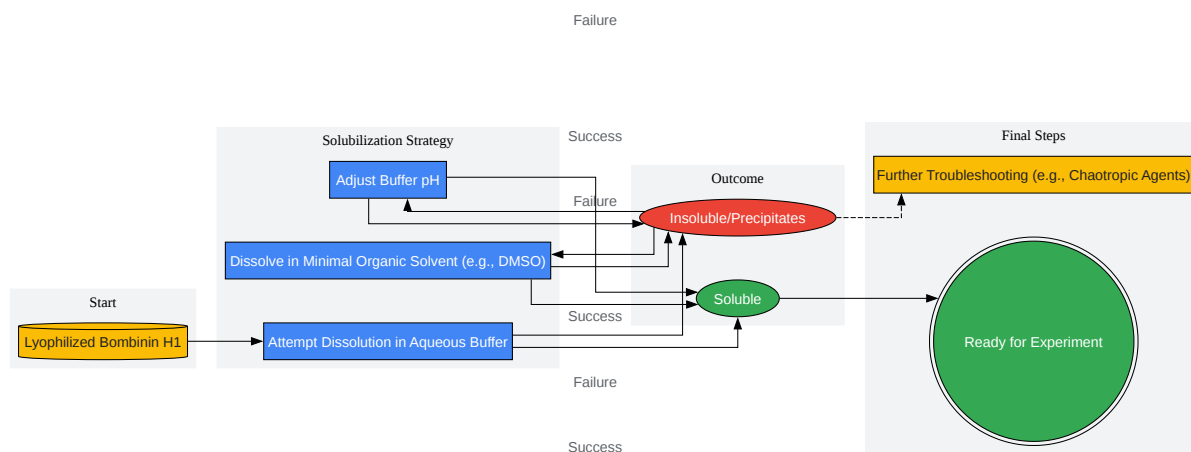 Failure
Solubilization Strategy
Success
Final Steps
Adjust Buffer pH
Outcome
Further Troubleshooting (e.g., Chaotropic Agents)
Failure
Insoluble/Precipitates
Dissolve in Minimal Organic Solvent (e.g., DMSO)
Start
Soluble
Success
Lyophilized Bombinin H1
Attempt Dissolution in Aqueous Buffer
Ready for Experiment
Failure
Success